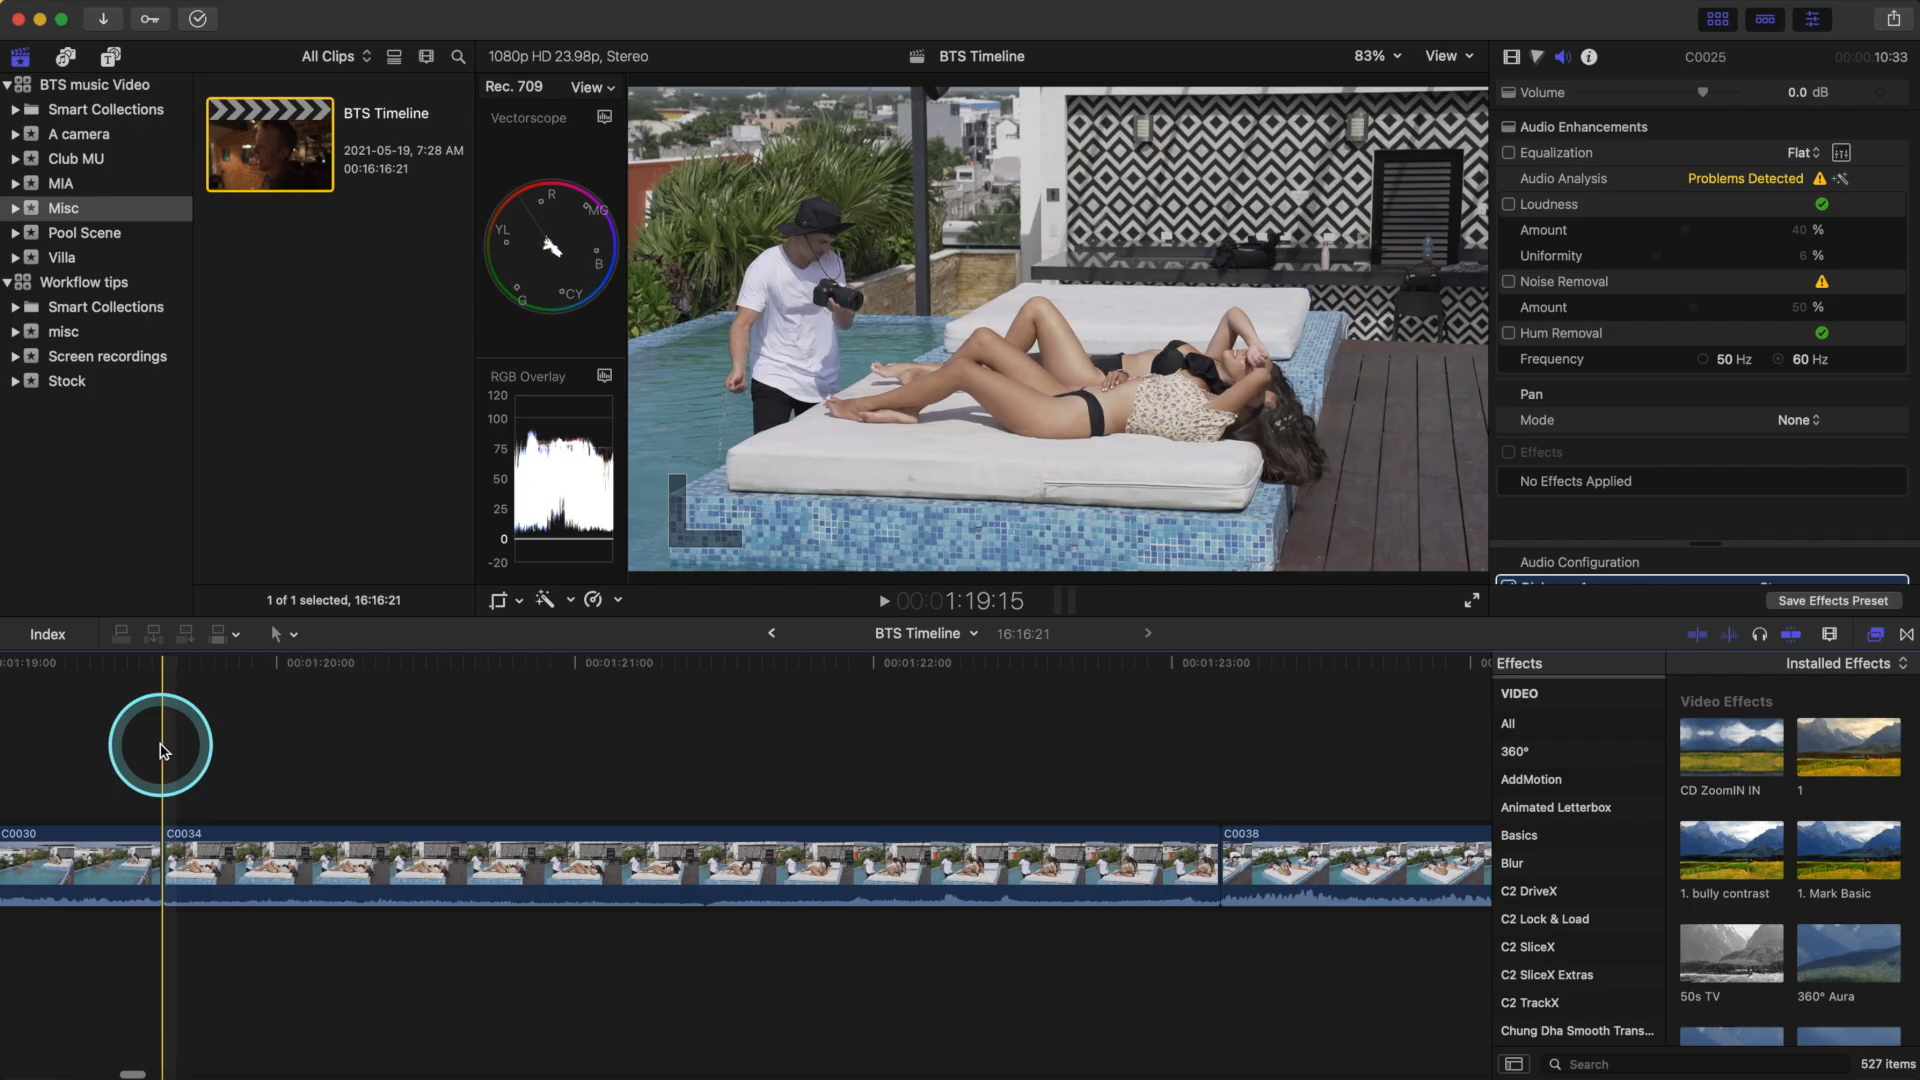 All Clips
1080p HD 23.98p, Stereo
BTS Timeline
83%
View
C0025
00:00:10:33
BTS music Video
Smart Collections
A camera
Club MU
MIA
Misc
Pool Scene
Villa
Workflow tips
Smart Collections
misc
Screen recordings
Stock
BTS Timeline
2021-05-19, 7:28 AM
00:16:16:21
1 of 1 selected, 16:16:21
Rec. 709
View
Vectorscope
R
MG
YL
B
G
CY
RGB Overlay
120
100
75
50
25
0
-20
Volume
0.0 dB
Audio Enhancements
Equalization
Flat
Audio Analysis
Problems Detected
Loudness
Amount
40 %
Uniformity
6 %
Noise Removal
Amount
50 %
Hum Removal
Frequency
50 Hz
60 Hz
Pan
Mode
None
Effects
No Effects Applied
Audio Configuration
Save Effects Preset
00:01:19:15
Index
BTS Timeline
16:16:21
0:01:19:00
00:01:20:00
00:01:21:00
00:01:22:00
00:01:23:00
C0030
C0034
C0038
Effects
Installed Effects
VIDEO
All
360°
AddMotion
Animated Letterbox
Basics
Blur
C2 DriveX
C2 Lock & Load
C2 SliceX
C2 SliceX Extras
C2 TrackX
Chung Dha Smooth Trans...
Video Effects
CD ZoomIN IN
1
1. bully contrast
1. Mark Basic
50s TV
360° Aura
Search
527 items